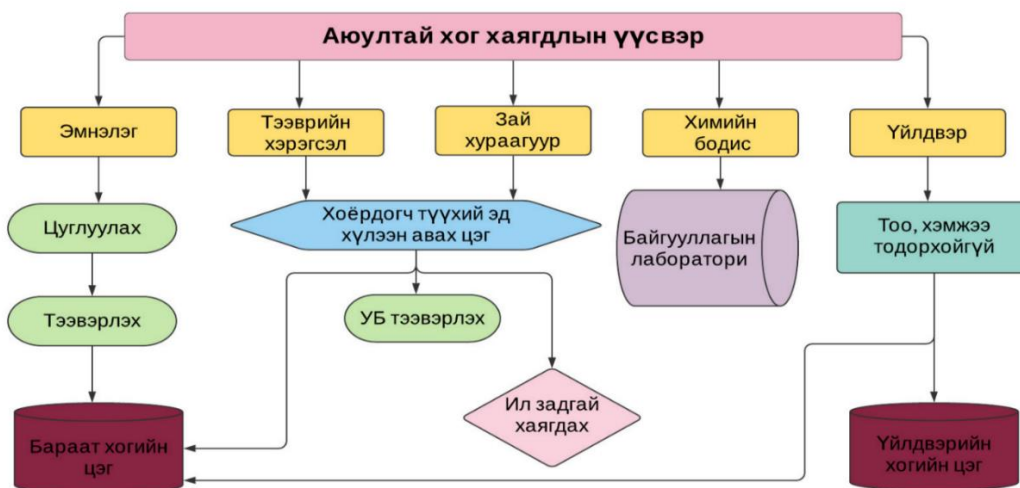 Аюултай хог хаягдлын үүсвэр
Эмнэлэг
Тээврийн
хэрэгсэл
Зай
хураагуур
Химийн
бодис
Үйлдвэр
Цуглуулах
Хоёрдогч түүхий эд
хүлээн авах цэг
Байгууллагын
лаборатори
Тоо, хэмжээ
тодорхойгүй
Тээвэрлэх
УБ тээвэрлэх
Ил задгай
хаягдах
Бараат хогийн
цэг
Үйлдвэрийн
хогийн цэг